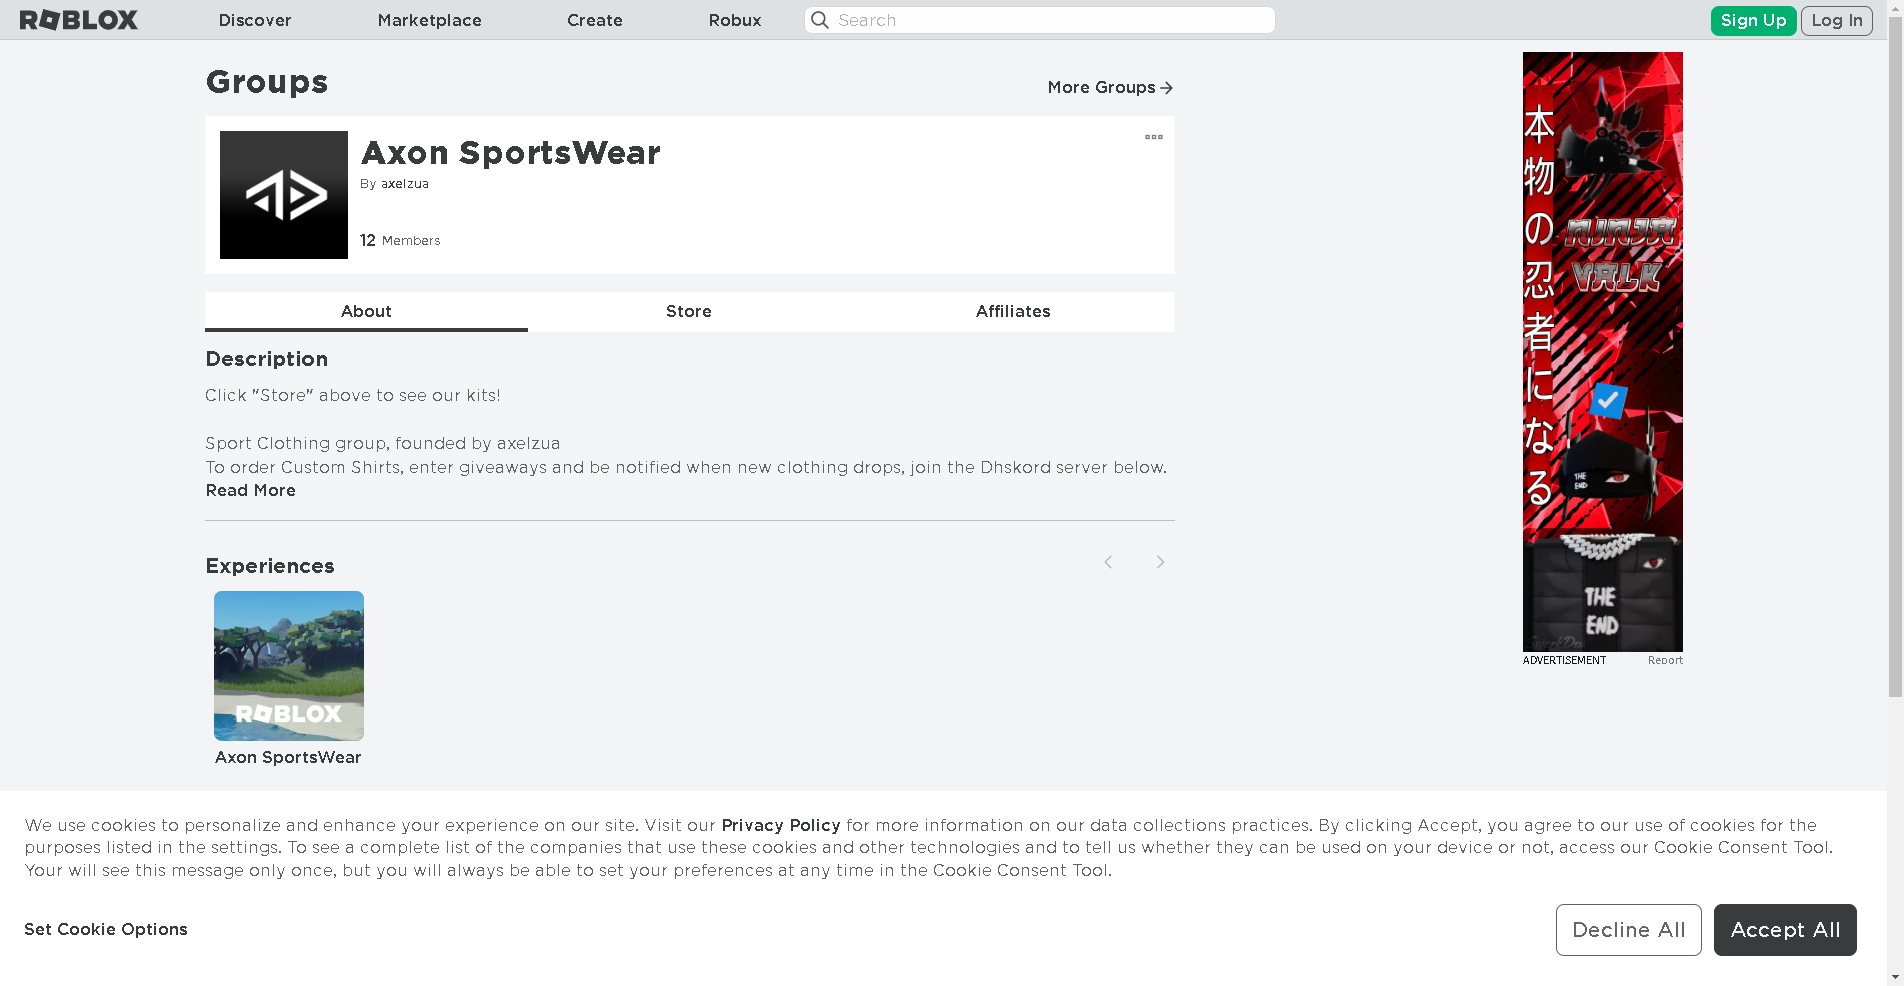 ROBLOX
Discover
Marketplace
Create
Robux
Search
Sign Up
Log In
Groups
More Groups
Axon SportsWear
By axelzua
12 Members
About
Store
Affiliates
Description
Click "Store" above to see our kits!
Sport Clothing group, founded by axelzua
To order Custom Shirts, enter giveaways and be notified when new clothing drops, join the Dhskord server below.
Read More
Experiences
ROBLOX
Axon SportsWear
本物の忍者になる
NINJA
VALK
THE
END
THE
END
ADVERTISEMENT
Report
We use cookies to personalize and enhance your experience on our site. Visit our Privacy Policy for more information on our data collections practices. By clicking Accept, you agree to our use of cookies for the
purposes listed in the settings. To see a complete list of the companies that use these cookies and other technologies and to tell us whether they can be used on your device or not, access our Cookie Consent Tool.
Your will see this message only once, but you will always be able to set your preferences at any time in the Cookie Consent Tool.
Set Cookie Options
Decline All
Accept All